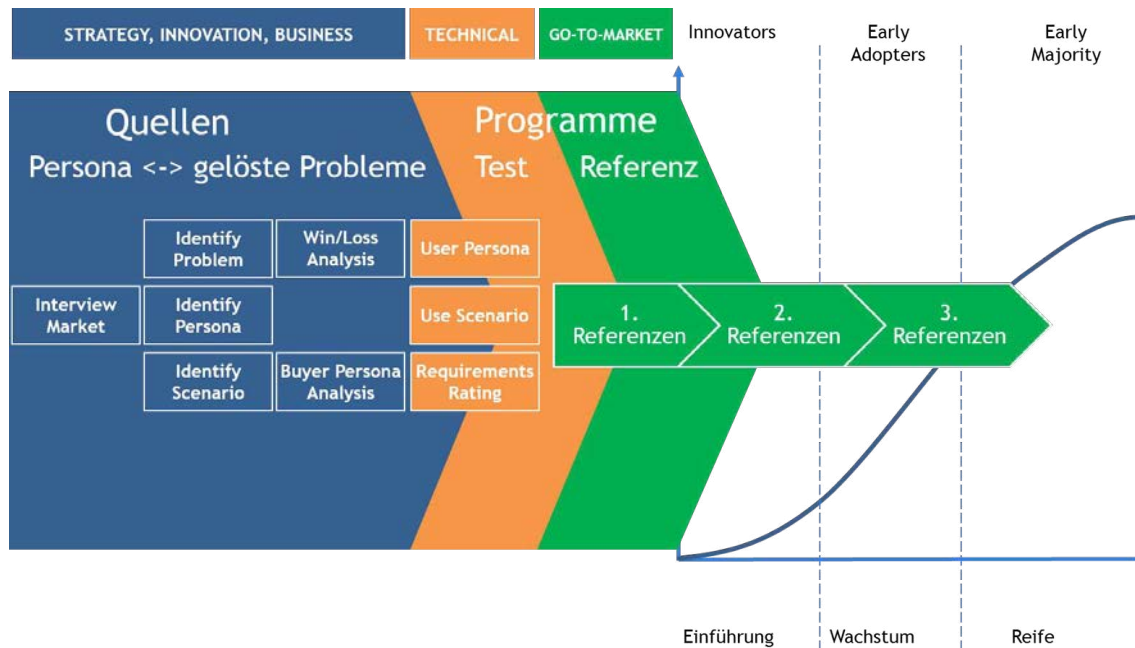 STRATEGY, INNOVATION, BUSINESS
TECHNICAL
GO-TO-MARKET
Innovators
Early
Adopters
Early
Majority
Quellen
Programme
Persona <-> gelöste Probleme
Test
Referenz
Identify
Problem
Win/Loss
Analysis
User Persona
Interview
Market
Identify
Persona
Use Scenario
1.
Referenzen
2.
Referenzen
3.
Referenzen
Identify
Scenario
Buyer Persona
Analysis
Requirements
Rating
Einführung
Wachstum
Reife